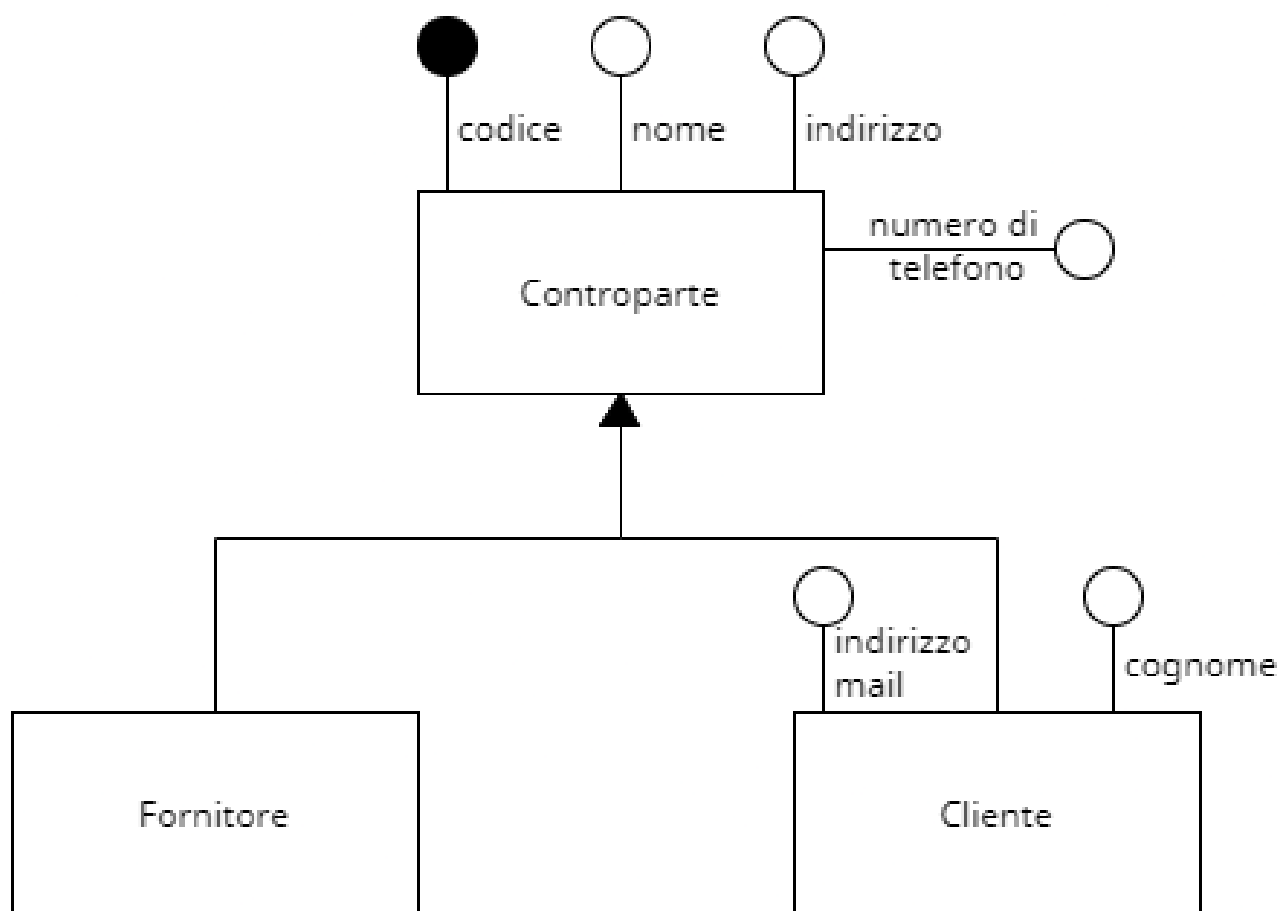 codice
nome
indirizzo
numero di
telefono
Controparte
indirizzo
mail
cognome
Fornitore
Cliente